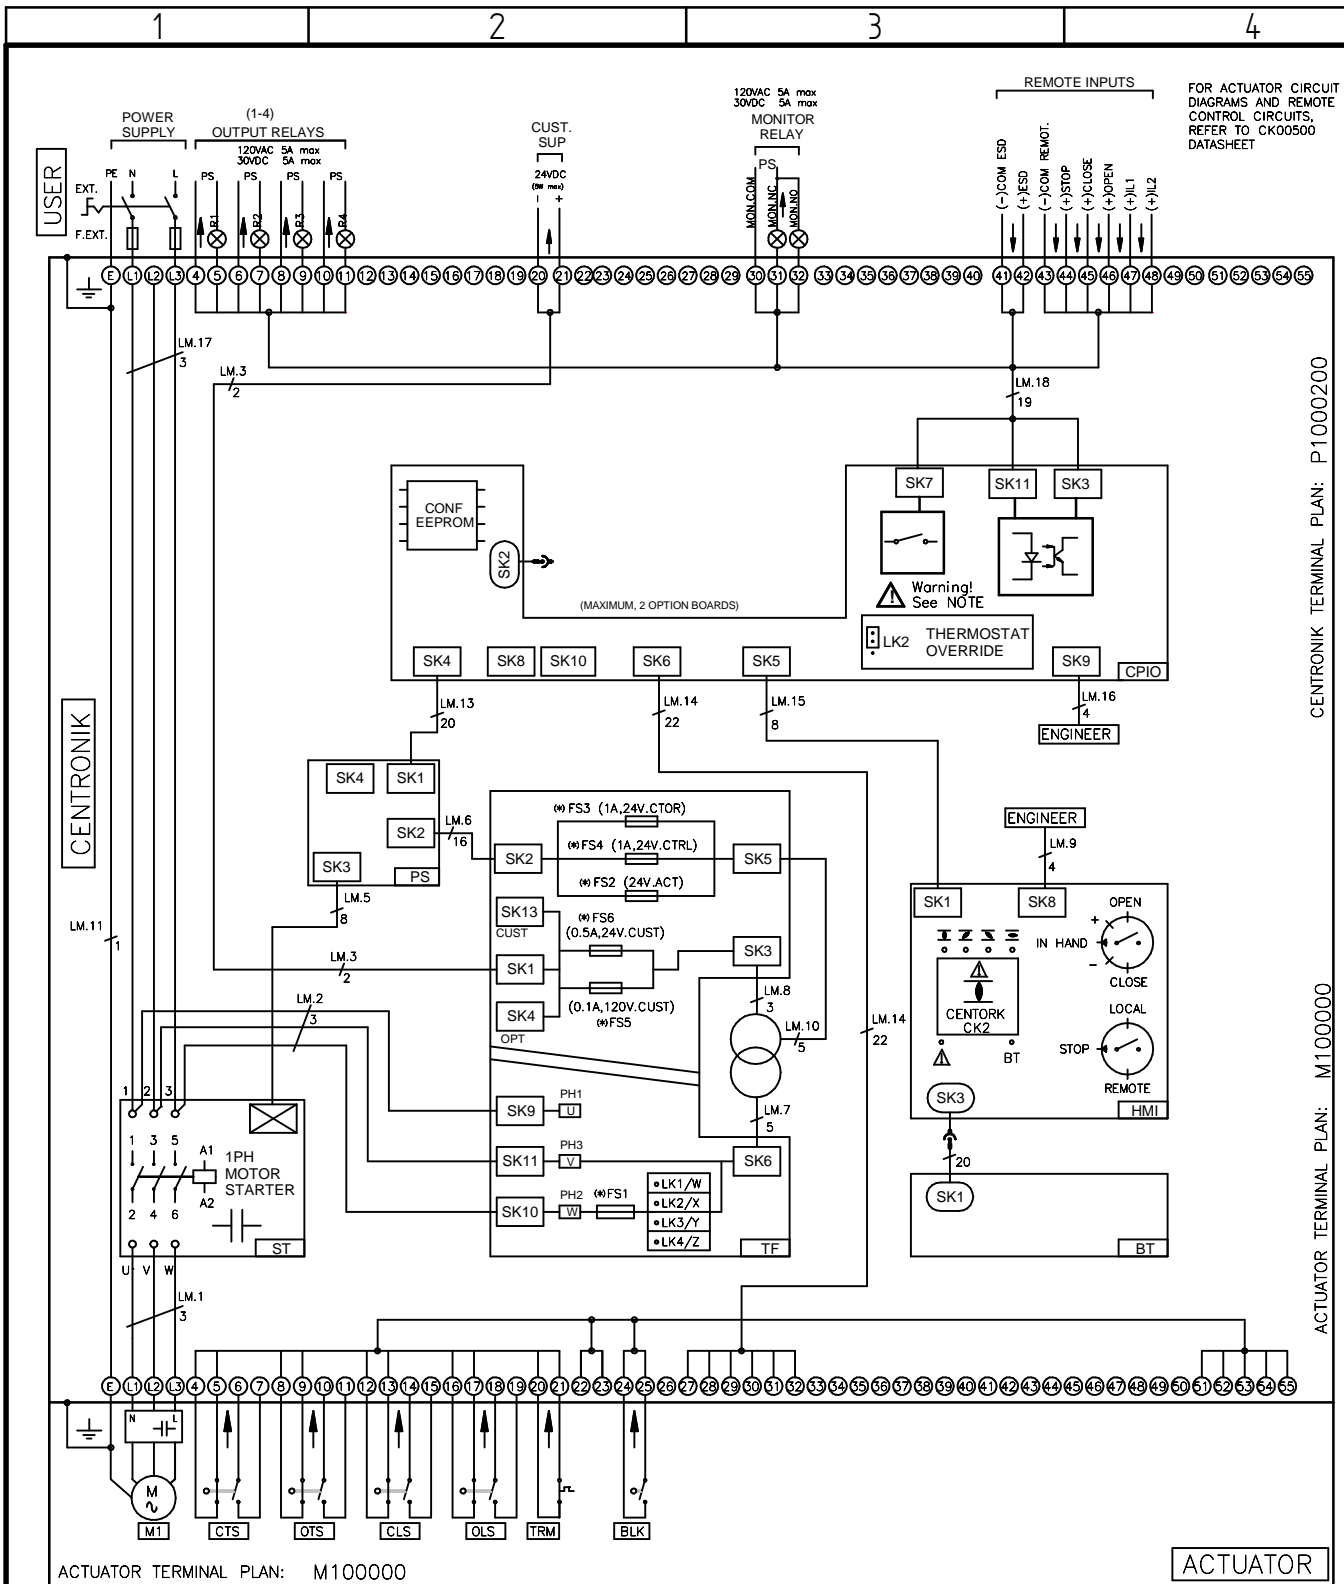 1 2 3 4
FOR ACTUATOR CIRCUIT
DIAGRAMS AND REMOTE
CONTROL CIRCUITS,
REFER TO CK00500
DATASHEET
USER
POWER
SUPPLY
PE N L
EXT.
F.EXT.
(1-4)
OUTPUT RELAYS
120VAC 5A max
30VDC 5A max
PS PS PS PS
R1 R2 R3 R4
CUST.
SUP
24VDC
(5W max)
- +
120VAC 5A max
30VDC 5A max
MONITOR
RELAY
PS
MON.COM
MON.NC
MON.NO
REMOTE INPUTS
(-)COM ESD
(+)ESD
(-)COM REMOT.
(+)STOP
(+)CLOSE
(+)OPEN
(+)IL1
(+)IL2
E L1 L2 L3 4 5 6 7 8 9 10 11 12 13 14 15 16 17 18 19 20 21 22 23 24 25 26 27 28 29 30 31 32 33 34 35 36 37 38 39 40 41 42 43 44 45 46 47 48 49 50 51 52 53 54 55
LM.17
3
LM.3
2
LM.18
19
CENTRONIK TERMINAL PLAN: P1000200
CONF
EEPROM
SK2
SK7 SK11 SK3
Warning!
See NOTE
(MAXIMUM, 2 OPTION BOARDS)
LK2
THERMOSTAT
OVERRIDE
SK4 SK8 SK10 SK6 SK5 SK9
CPIO
LM.13
20
LM.14
22
LM.15
8
LM.16
4
ENGINEER
CENTRONIK
SK4 SK1
SK2
SK3
PS
LM.6
16
LM.5
8
LM.11
1
LM.3
2
LM.2
3
(*)FS3 (1A,24V.CTOR)
(*)FS4 (1A,24V.CTRL)
(*)FS2 (24V.ACT)
SK2
SK5
SK13
CUST
(*)FS6
(0.5A,24V.CUST)
SK1
SK3
SK4
OPT
(0.1A,120V.CUST)
(*)FS5
LM.8
3
LM.10
5
LM.7
5
LM.14
22
SK9
PH1
U
SK11
PH3
V
SK6
SK10
PH2
W
(*)FS1
LK1/W
LK2/X
LK3/Y
LK4/Z
TF
ENGINEER
LM.9
4
SK1 SK8
OPEN
+
IN HAND
-
CLOSE
CENTORK
CK2
BT
LOCAL
STOP
REMOTE
SK3
HMI
20
SK1
BT
ACTUATOR TERMINAL PLAN: M100000
1 2 3
1 3 5
A1
A2
1PH
MOTOR
STARTER
2 4 6
ST
U V W
LM.1
3
E L1 L2 L3 4 5 6 7 8 9 10 11 12 13 14 15 16 17 18 19 20 21 22 23 24 25 26 27 28 29 30 31 32 33 34 35 36 37 38 39 40 41 42 43 44 45 46 47 48 49 50 51 52 53 54 55
N L
M
M1
CTS
OTS
CLS
OLS
TRM
BLK
ACTUATOR TERMINAL PLAN: M100000
ACTUATOR